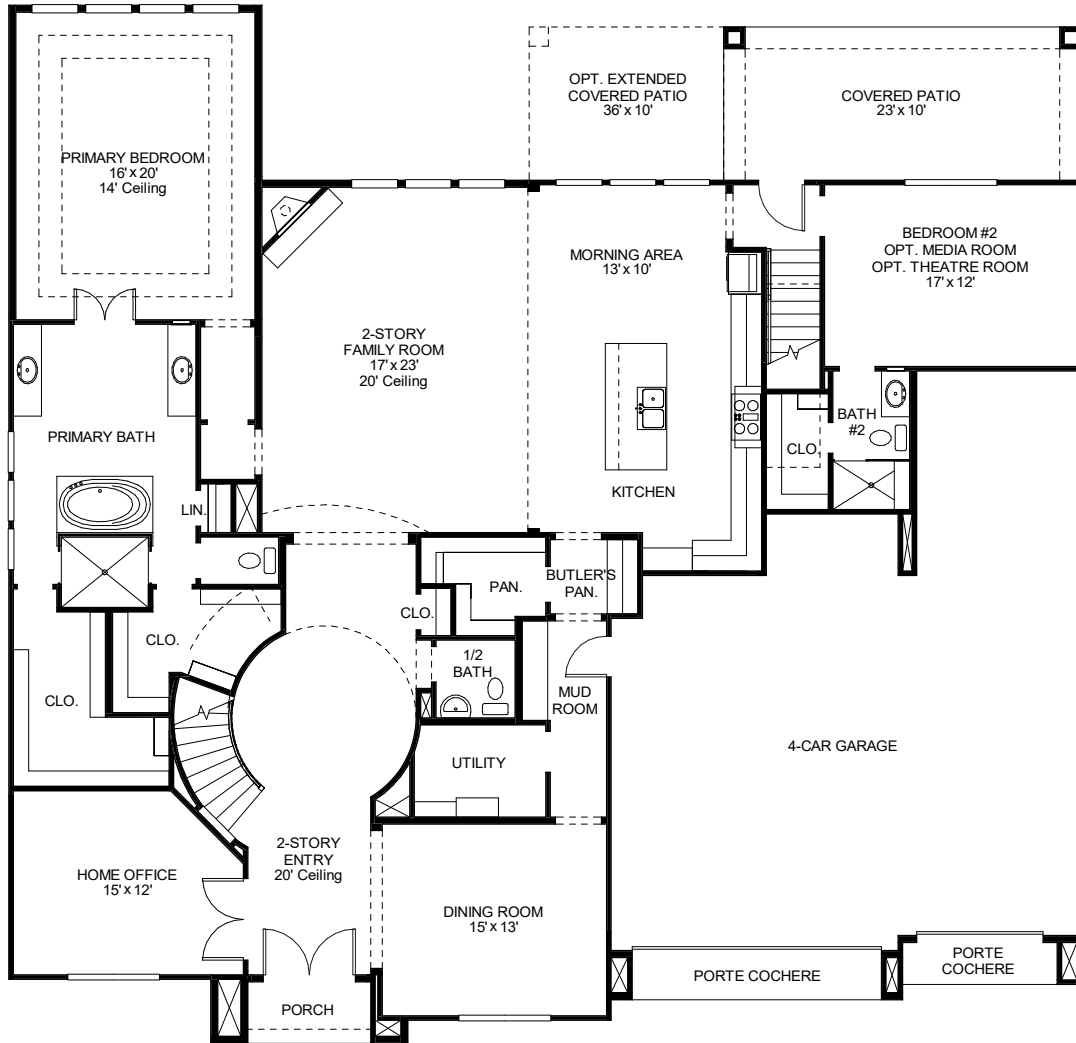 OPT. EXTENDED
COVERED PATIO
36' x 10'
COVERED PATIO
23' x 10'
PRIMARY BEDROOM
16' x 20'
14' Ceiling
MORNING AREA
13' x 10'
BEDROOM #2
OPT. MEDIA ROOM
OPT. THEATRE ROOM
17' x 12'
2-STORY
FAMILY ROOM
17' x 23'
20' Ceiling
PRIMARY BATH
BATH
#2
CLO.
KITCHEN
LIN.
PAN.
BUTLER'S
PAN.
CLO.
CLO.
1/2
BATH
CLO.
MUD
ROOM
4-CAR GARAGE
UTILITY
2-STORY
ENTRY
20' Ceiling
HOME OFFICE
15' x 12'
DINING ROOM
15' x 13'
PORTE COCHERE
PORTE
COCHERE
PORCH